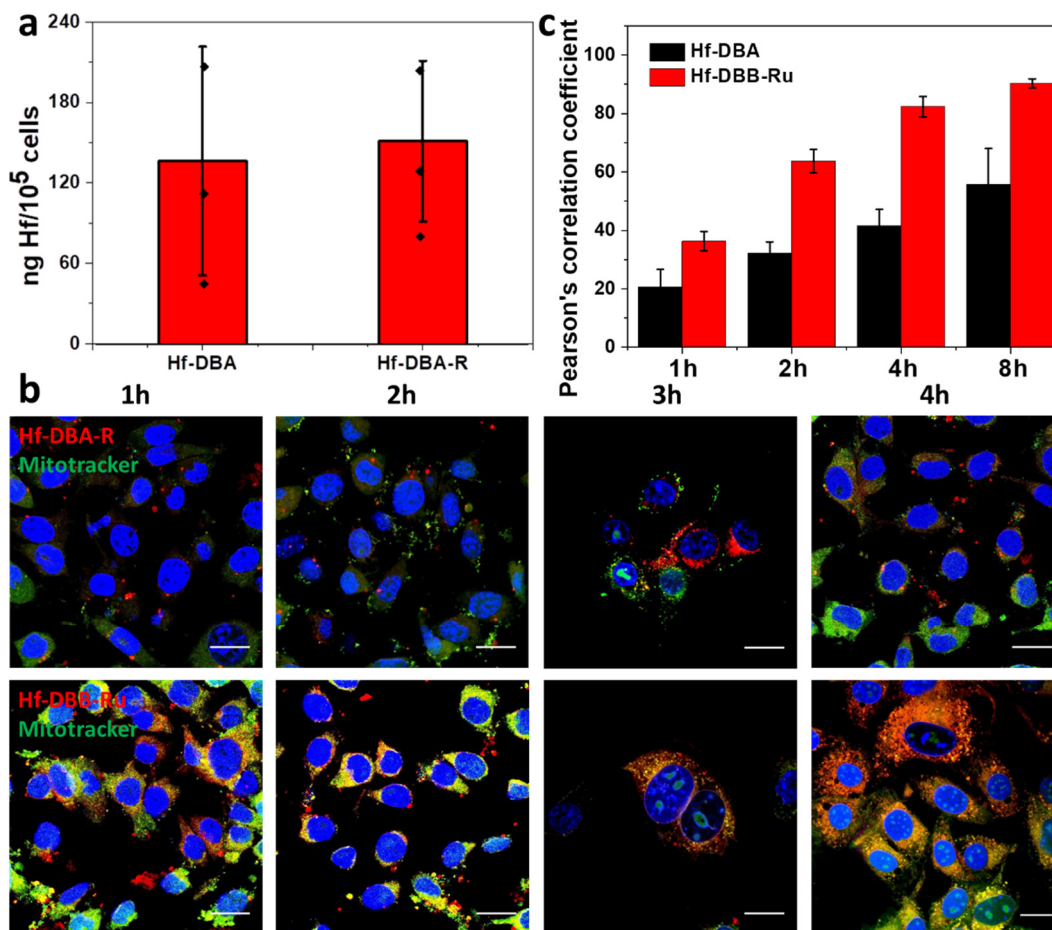 a
ng Hf/10⁵ cells
240
180
120
60
0
Hf-DBA
Hf-DBA-R
c
Pearson's correlation coefficient
100
80
60
40
20
0
Hf-DBA
Hf-DBB-Ru
1h
2h
4h
8h
b
1h
2h
3h
4h
Hf-DBA-R
Mitotracker
Hf-DBB-Ru
Mitotracker